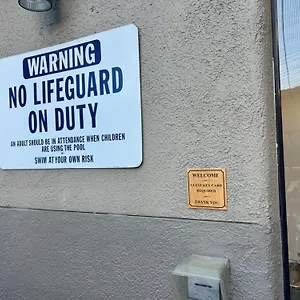 WARNING
NO LIFEGUARD
ON DUTY
AN ADULT SHOULD BE IN ATTENDANCE WHEN CHILDREN
ARE USING THE POOL
SWIM AT YOUR OWN RISK
WELCOME
GUEST KEY CARD
REQUIRED
THANK YOU